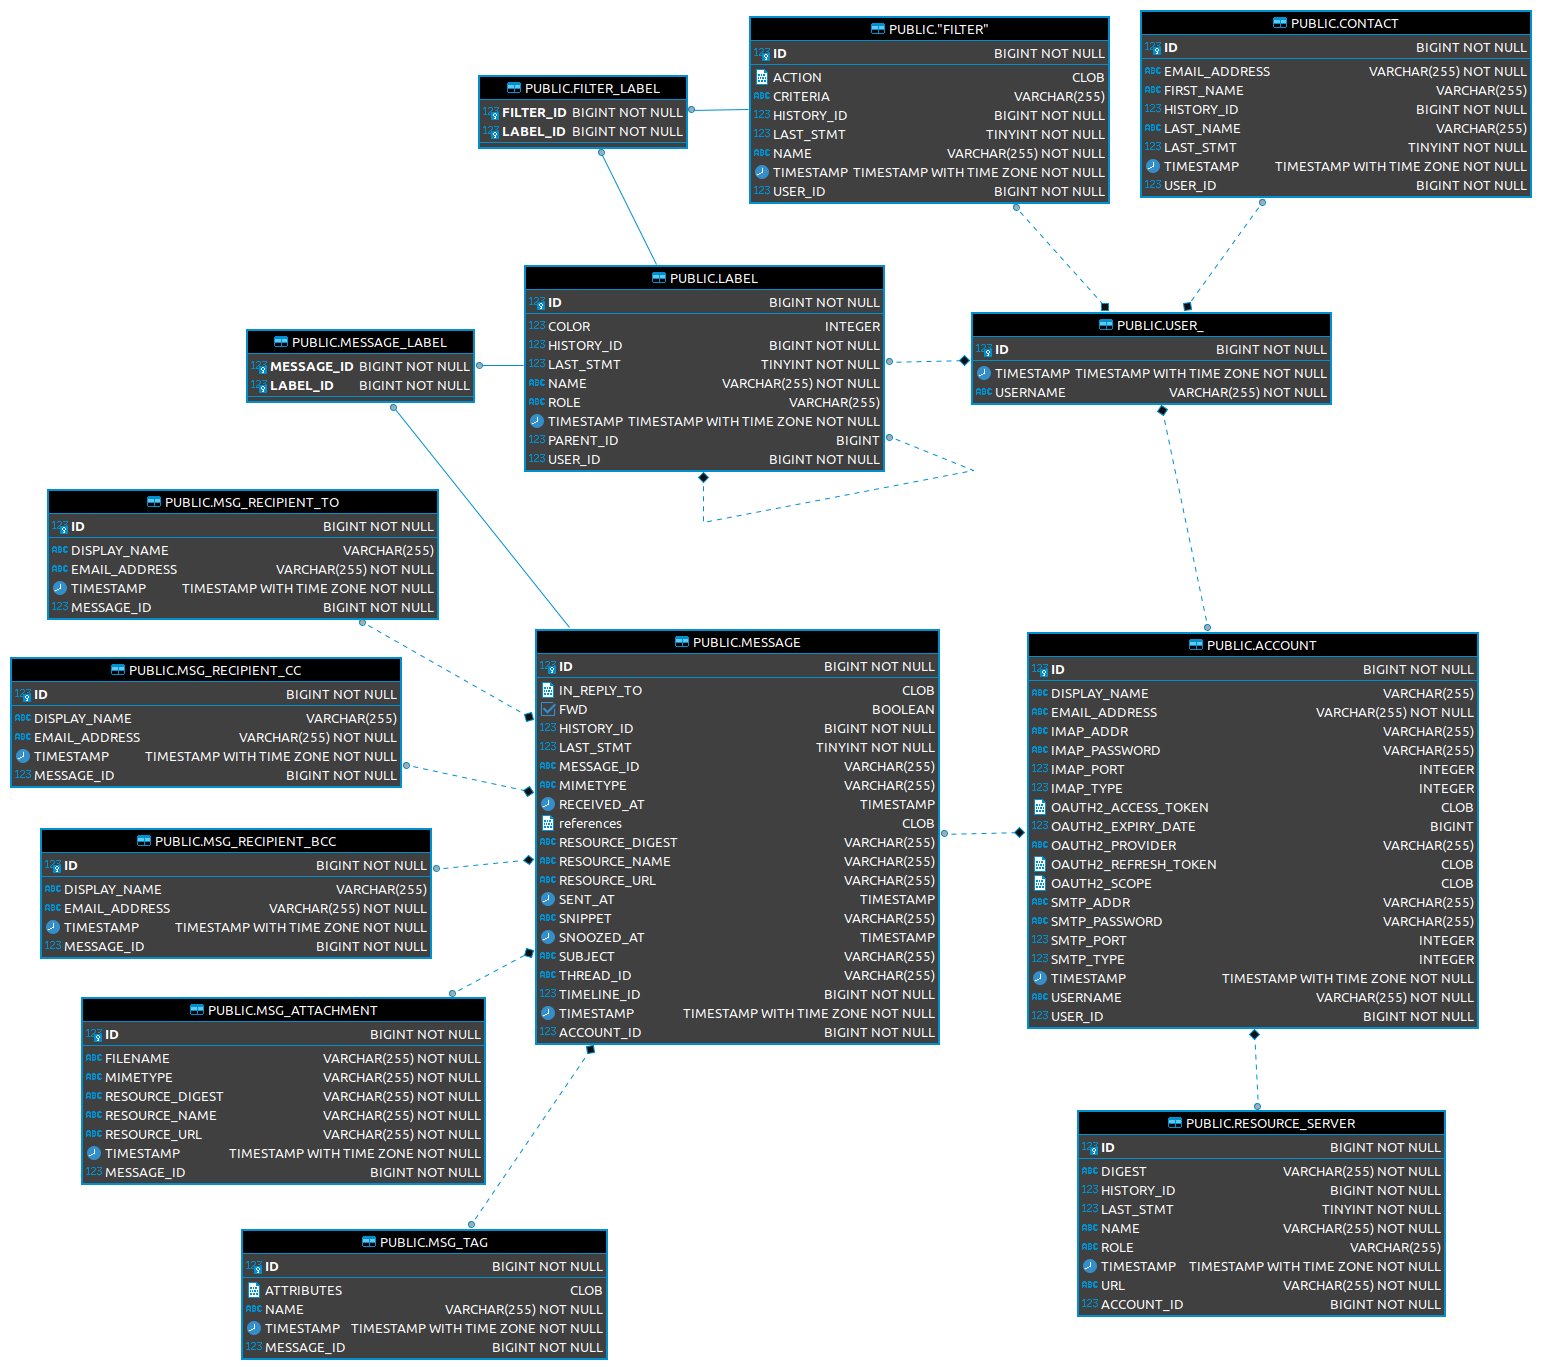 PUBLIC."FILTER"
ID BIGINT NOT NULL
ACTION CLOB
CRITERIA VARCHAR(255)
HISTORY_ID BIGINT NOT NULL
LAST_STMT TINYINT NOT NULL
NAME VARCHAR(255) NOT NULL
TIMESTAMP TIMESTAMP WITH TIME ZONE NOT NULL
USER_ID BIGINT NOT NULL
PUBLIC.CONTACT
ID BIGINT NOT NULL
EMAIL_ADDRESS VARCHAR(255) NOT NULL
FIRST_NAME VARCHAR(255)
HISTORY_ID BIGINT NOT NULL
LAST_NAME VARCHAR(255)
LAST_STMT TINYINT NOT NULL
TIMESTAMP TIMESTAMP WITH TIME ZONE NOT NULL
USER_ID BIGINT NOT NULL
PUBLIC.FILTER_LABEL
FILTER_ID BIGINT NOT NULL
LABEL_ID BIGINT NOT NULL
PUBLIC.LABEL
ID BIGINT NOT NULL
COLOR INTEGER
HISTORY_ID BIGINT NOT NULL
LAST_STMT TINYINT NOT NULL
NAME VARCHAR(255) NOT NULL
ROLE VARCHAR(255)
TIMESTAMP TIMESTAMP WITH TIME ZONE NOT NULL
PARENT_ID BIGINT
USER_ID BIGINT NOT NULL
PUBLIC.USER_
ID BIGINT NOT NULL
TIMESTAMP TIMESTAMP WITH TIME ZONE NOT NULL
USERNAME VARCHAR(255) NOT NULL
PUBLIC.MESSAGE_LABEL
MESSAGE_ID BIGINT NOT NULL
LABEL_ID BIGINT NOT NULL
PUBLIC.MSG_RECIPIENT_TO
ID BIGINT NOT NULL
DISPLAY_NAME VARCHAR(255)
EMAIL_ADDRESS VARCHAR(255) NOT NULL
TIMESTAMP TIMESTAMP WITH TIME ZONE NOT NULL
MESSAGE_ID BIGINT NOT NULL
PUBLIC.MSG_RECIPIENT_CC
ID BIGINT NOT NULL
DISPLAY_NAME VARCHAR(255)
EMAIL_ADDRESS VARCHAR(255) NOT NULL
TIMESTAMP TIMESTAMP WITH TIME ZONE NOT NULL
MESSAGE_ID BIGINT NOT NULL
PUBLIC.MSG_RECIPIENT_BCC
ID BIGINT NOT NULL
DISPLAY_NAME VARCHAR(255)
EMAIL_ADDRESS VARCHAR(255) NOT NULL
TIMESTAMP TIMESTAMP WITH TIME ZONE NOT NULL
MESSAGE_ID BIGINT NOT NULL
PUBLIC.MESSAGE
ID BIGINT NOT NULL
IN_REPLY_TO CLOB
FWD BOOLEAN
HISTORY_ID BIGINT NOT NULL
LAST_STMT TINYINT NOT NULL
MESSAGE_ID VARCHAR(255)
MIMETYPE VARCHAR(255)
RECEIVED_AT TIMESTAMP
references CLOB
RESOURCE_DIGEST VARCHAR(255)
RESOURCE_NAME VARCHAR(255)
RESOURCE_URL VARCHAR(255)
SENT_AT TIMESTAMP
SNIPPET VARCHAR(255)
SNOOZED_AT TIMESTAMP
SUBJECT VARCHAR(255)
THREAD_ID VARCHAR(255)
TIMELINE_ID BIGINT NOT NULL
TIMESTAMP TIMESTAMP WITH TIME ZONE NOT NULL
ACCOUNT_ID BIGINT NOT NULL
PUBLIC.ACCOUNT
ID BIGINT NOT NULL
DISPLAY_NAME VARCHAR(255)
EMAIL_ADDRESS VARCHAR(255) NOT NULL
IMAP_ADDR VARCHAR(255)
IMAP_PASSWORD VARCHAR(255)
IMAP_PORT INTEGER
IMAP_TYPE INTEGER
OAUTH2_ACCESS_TOKEN CLOB
OAUTH2_EXPIRY_DATE BIGINT
OAUTH2_PROVIDER VARCHAR(255)
OAUTH2_REFRESH_TOKEN CLOB
OAUTH2_SCOPE CLOB
SMTP_ADDR VARCHAR(255)
SMTP_PASSWORD VARCHAR(255)
SMTP_PORT INTEGER
SMTP_TYPE INTEGER
TIMESTAMP TIMESTAMP WITH TIME ZONE NOT NULL
USERNAME VARCHAR(255) NOT NULL
USER_ID BIGINT NOT NULL
PUBLIC.MSG_ATTACHMENT
ID BIGINT NOT NULL
FILENAME VARCHAR(255) NOT NULL
MIMETYPE VARCHAR(255) NOT NULL
RESOURCE_DIGEST VARCHAR(255) NOT NULL
RESOURCE_NAME VARCHAR(255) NOT NULL
RESOURCE_URL VARCHAR(255) NOT NULL
TIMESTAMP TIMESTAMP WITH TIME ZONE NOT NULL
MESSAGE_ID BIGINT NOT NULL
PUBLIC.RESOURCE_SERVER
ID BIGINT NOT NULL
DIGEST VARCHAR(255) NOT NULL
HISTORY_ID BIGINT NOT NULL
LAST_STMT TINYINT NOT NULL
NAME VARCHAR(255) NOT NULL
ROLE VARCHAR(255)
TIMESTAMP TIMESTAMP WITH TIME ZONE NOT NULL
URL VARCHAR(255) NOT NULL
ACCOUNT_ID BIGINT NOT NULL
PUBLIC.MSG_TAG
ID BIGINT NOT NULL
ATTRIBUTES CLOB
NAME VARCHAR(255) NOT NULL
TIMESTAMP TIMESTAMP WITH TIME ZONE NOT NULL
MESSAGE_ID BIGINT NOT NULL